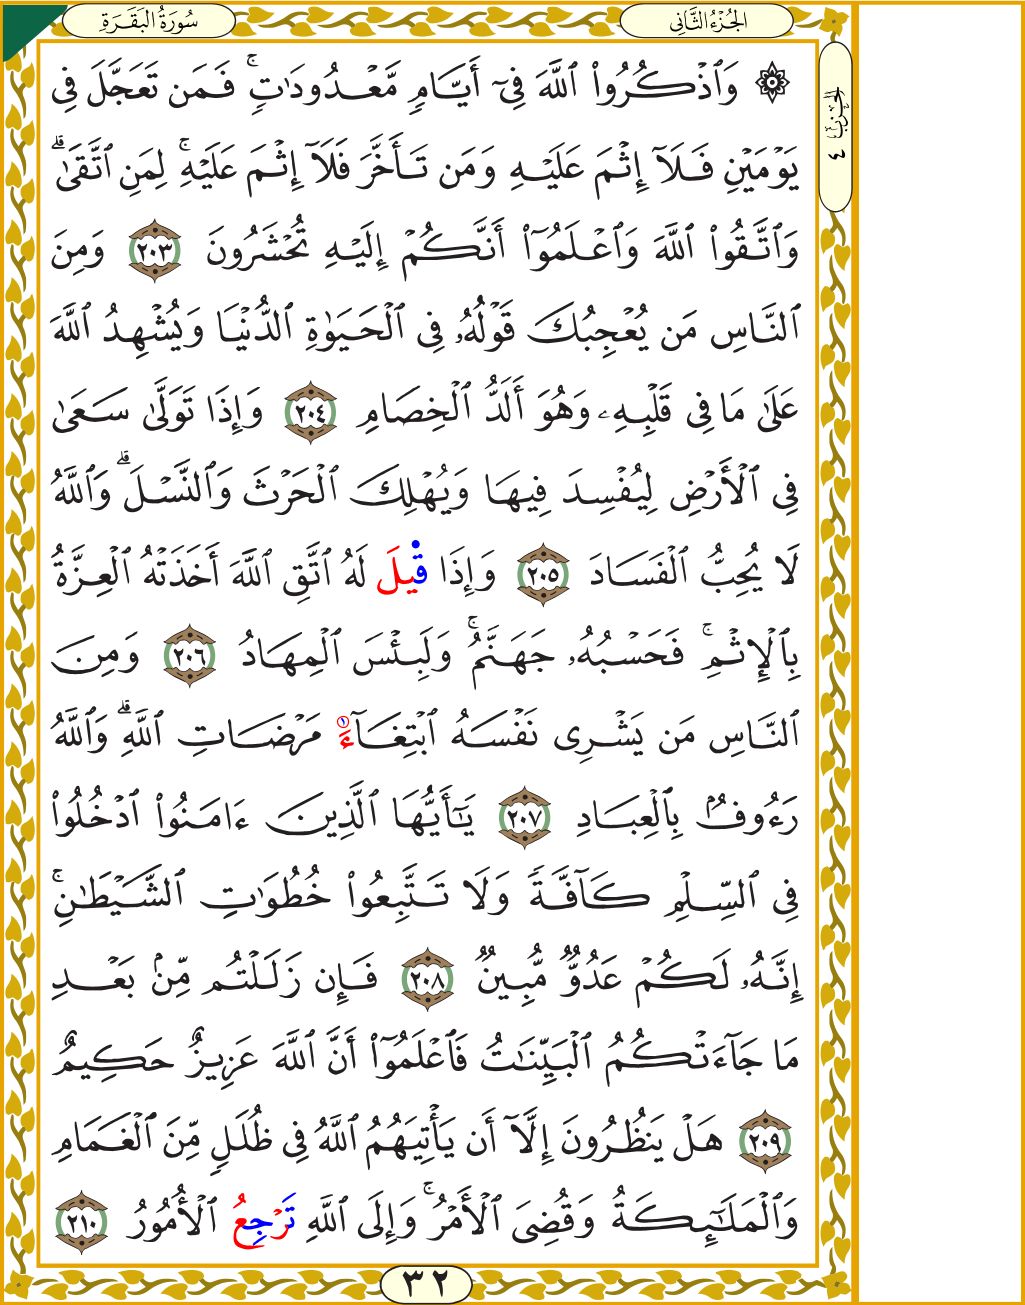 سُورَةُ البَقَرَةِ
الجُزْءُ الثَّانِي
الحِزْبُ ٤
۞ وَٱذۡكُرُواْ ٱللَّهَ فِيٓ أَيَّامٖ مَّعۡدُودَٰتٖۚ فَمَن تَعَجَّلَ فِي
يَوۡمَيۡنِ فَلَآ إِثۡمَ عَلَيۡهِ وَمَن تَأَخَّرَ فَلَآ إِثۡمَ عَلَيۡهِۚ لِمَنِ ٱتَّقَىٰۗ
وَٱتَّقُواْ ٱللَّهَ وَٱعۡلَمُوٓاْ أَنَّكُمۡ إِلَيۡهِ تُحۡشَرُونَ ٢٠٣ وَمِنَ
ٱلنَّاسِ مَن يُعۡجِبُكَ قَوۡلُهُۥ فِي ٱلۡحَيَوٰةِ ٱلدُّنۡيَا وَيُشۡهِدُ ٱللَّهَ
عَلَىٰ مَا فِي قَلۡبِهِۦ وَهُوَ أَلَدُّ ٱلۡخِصَامِ ٢٠٤ وَإِذَا تَوَلَّىٰ سَعَىٰ
فِي ٱلۡأَرۡضِ لِيُفۡسِدَ فِيهَا وَيُهۡلِكَ ٱلۡحَرۡثَ وَٱلنَّسۡلَۗ وَٱللَّهُ
لَا يُحِبُّ ٱلۡفَسَادَ ٢٠٥ وَإِذَا قِيلَ لَهُ ٱتَّقِ ٱللَّهَ أَخَذَتۡهُ ٱلۡعِزَّةُ
بِٱلۡإِثۡمِۚ فَحَسۡبُهُۥ جَهَنَّمُۚ وَلَبِئۡسَ ٱلۡمِهَادُ ٢٠٦ وَمِنَ
ٱلنَّاسِ مَن يَشۡرِي نَفۡسَهُ ٱبۡتِغَآءَ مَرۡضَاتِ ٱللَّهِۗ وَٱللَّهُ
رَءُوفُۢ بِٱلۡعِبَادِ ٢٠٧ يَٰٓأَيُّهَا ٱلَّذِينَ ءَامَنُواْ ٱدۡخُلُواْ
فِي ٱلسِّلۡمِ كَآفَّةٗ وَلَا تَتَّبِعُواْ خُطُوَٰتِ ٱلشَّيۡطَٰنِۚ
إِنَّهُۥ لَكُمۡ عَدُوّٞ مُّبِينٞ ٢٠٨ فَإِن زَلَلۡتُم مِّنۢ بَعۡدِ
مَا جَآءَتۡكُمُ ٱلۡبَيِّنَٰتُ فَٱعۡلَمُوٓاْ أَنَّ ٱللَّهَ عَزِيزٌ حَكِيمٌ
٢٠٩ هَلۡ يَنظُرُونَ إِلَّآ أَن يَأۡتِيَهُمُ ٱللَّهُ فِي ظُلَلٖ مِّنَ ٱلۡغَمَامِ
وَٱلۡمَلَٰٓئِكَةُ وَقُضِيَ ٱلۡأَمۡرُۚ وَإِلَى ٱللَّهِ تَرۡجِعُ ٱلۡأُمُورُ ٢١٠
٣٢